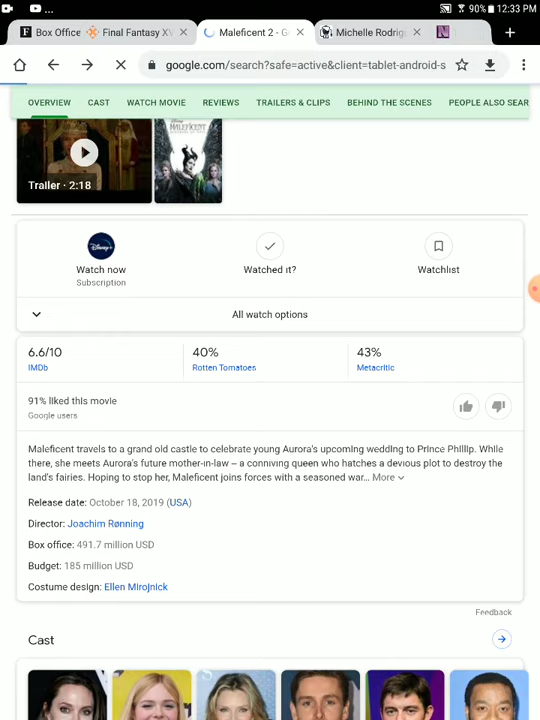 90% 12:33 PM
Box Office
Final Fantasy XV
Maleficent 2 - G
Michelle Rodrig
google.com/search?safe=active&client=tablet-android-s
OVERVIEW CAST WATCH MOVIE REVIEWS TRAILERS & CLIPS BEHIND THE SCENES PEOPLE ALSO SEAR
Trailer · 2:18
MALEFICENT
Disney+
Watch now Watched it? Watchlist
Subscription
All watch options
6.6/10 40% 43%
IMDb Rotten Tomatoes Metacritic
91% liked this movie
Google users
Maleficent travels to a grand old castle to celebrate young Aurora's upcoming wedding to Prince Phillip. While
there, she meets Aurora's future mother-in-law – a conniving queen who hatches a devious plot to destroy the
land's fairies. Hoping to stop her, Maleficent joins forces with a seasoned war... More
Release date: October 18, 2019 (USA)
Director: Joachim Rønning
Box office: 491.7 million USD
Budget: 185 million USD
Costume design: Ellen Mirojnick
Feedback
Cast